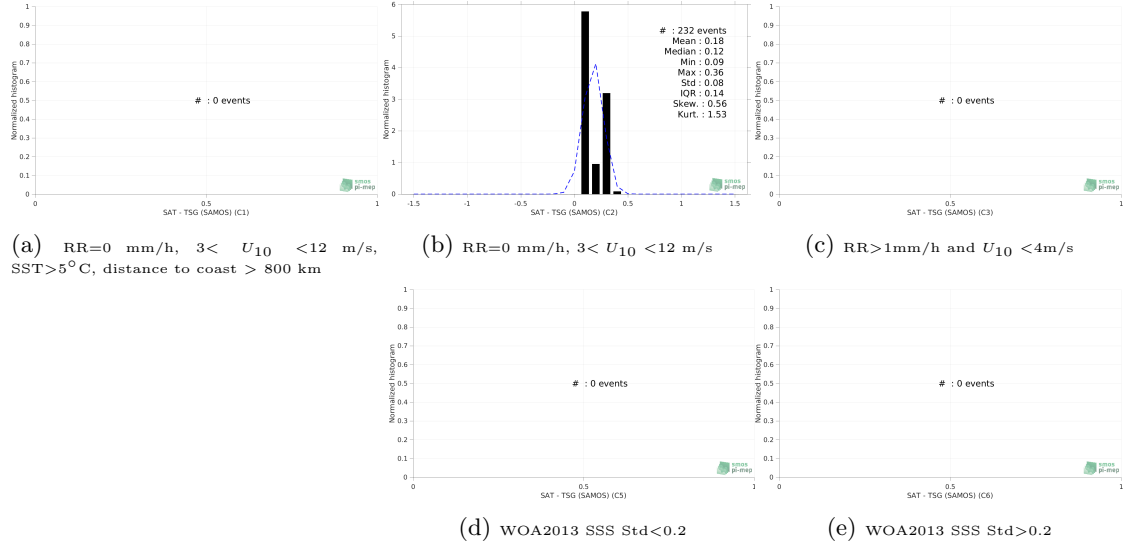 1
0.9
0.8
0.7
0.6
0.5
0.4
0.3
0.2
0.1
0
Normalized histogram
# : 0 events
0 0.5 1
SAT - TSG (SAMOS) (C1)
smos
pi-mep
(a) RR=0 mm/h, 3< U10 <12 m/s,
SST>5°C, distance to coast > 800 km
6
5
4
3
2
1
0
Normalized histogram
# : 232 events
Mean : 0.18
Median : 0.12
Min : 0.09
Max : 0.36
Std : 0.08
IQR : 0.14
Skew. : 0.56
Kurt. : 1.53
-1.5 -1 -0.5 0 0.5 1 1.5
SAT - TSG (SAMOS) (C2)
smos
pi-mep
(b) RR=0 mm/h, 3< U10 <12 m/s
1
0.9
0.8
0.7
0.6
0.5
0.4
0.3
0.2
0.1
0
Normalized histogram
# : 0 events
0 0.5 1
SAT - TSG (SAMOS) (C3)
smos
pi-mep
(c) RR>1mm/h and U10 <4m/s
1
0.9
0.8
0.7
0.6
0.5
0.4
0.3
0.2
0.1
0
Normalized histogram
# : 0 events
0 0.5 1
SAT - TSG (SAMOS) (C5)
smos
pi-mep
(d) WOA2013 SSS Std<0.2
1
0.9
0.8
0.7
0.6
0.5
0.4
0.3
0.2
0.1
0
Normalized histogram
# : 0 events
0 0.5 1
SAT - TSG (SAMOS) (C6)
smos
pi-mep
(e) WOA2013 SSS Std>0.2